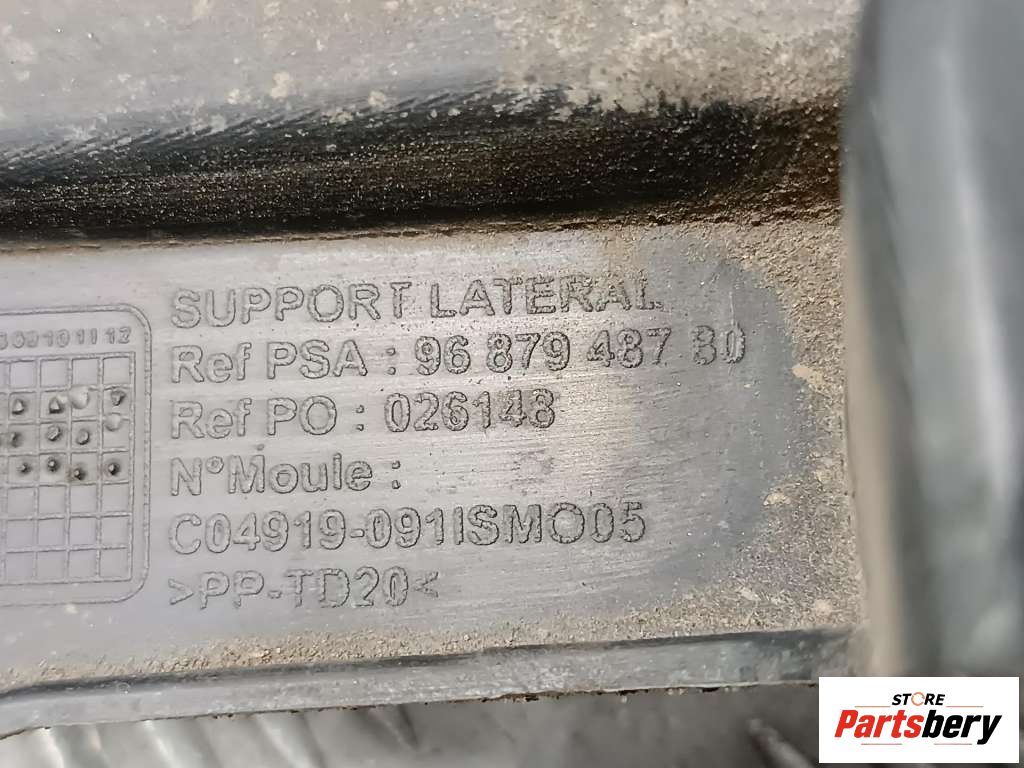 SUPPORT LATERAL
Ref PSA : 96 879 487 80
Ref PO : 026148
N°Moule :
C04919-091ISMO05
>PP-TD20<
STORE
Partsbery